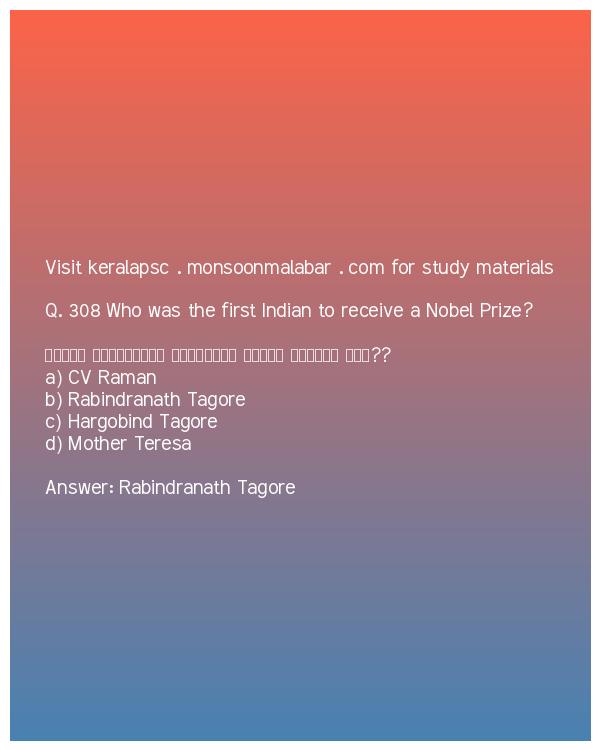 Visit keralapsc . monsoonmalabar . com for study materials
Q. 308 Who was the first Indian to receive a Nobel Prize?
??
a) CV Raman
b) Rabindranath Tagore
c) Hargobind Tagore
d) Mother Teresa
Answer: Rabindranath Tagore